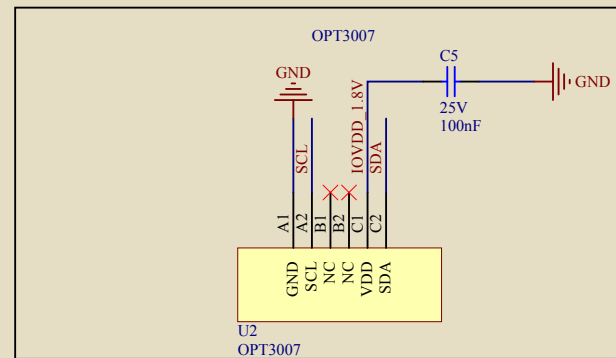 OPT3007
C5
GND
GND
25V
100nF
SCL
IOVDD_1.8V
SDA
A1
A2
B1
B2
C1
C2
GND
SCL
NC
NC
VDD
SDA
U2
OPT3007